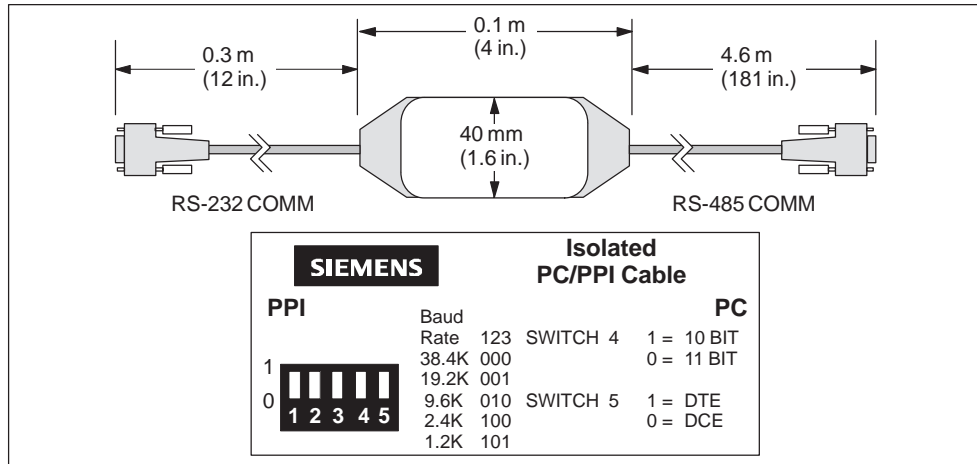 0.1 m
(4 in.)
0.3 m
(12 in.)
4.6 m
(181 in.)
40 mm
(1.6 in.)
RS-232 COMM
RS-485 COMM
SIEMENS
Isolated
PC/PPI Cable
PPI
PC
Baud
Rate 123 SWITCH 4 1 = 10 BIT
38.4K 000 0 = 11 BIT
19.2K 001
9.6K 010 SWITCH 5 1 = DTE
2.4K 100 0 = DCE
1.2K 101
1
0
1 2 3 4 5